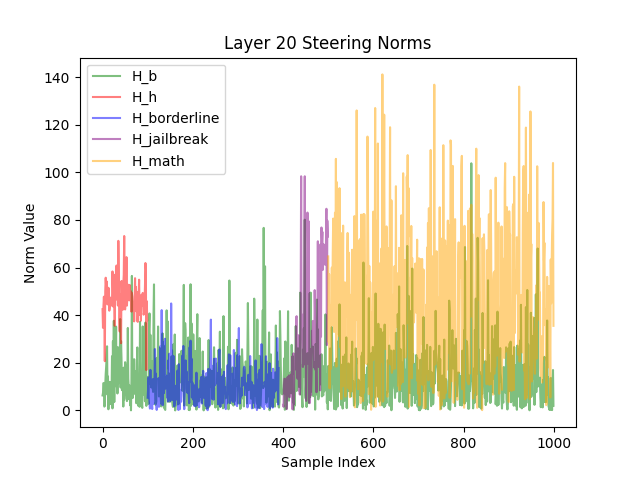 Layer 20 Steering Norms
H_b
H_h
H_borderline
H_jailbreak
H_math
Norm Value
140
120
100
80
60
40
20
0
0 200 400 600 800 1000
Sample Index